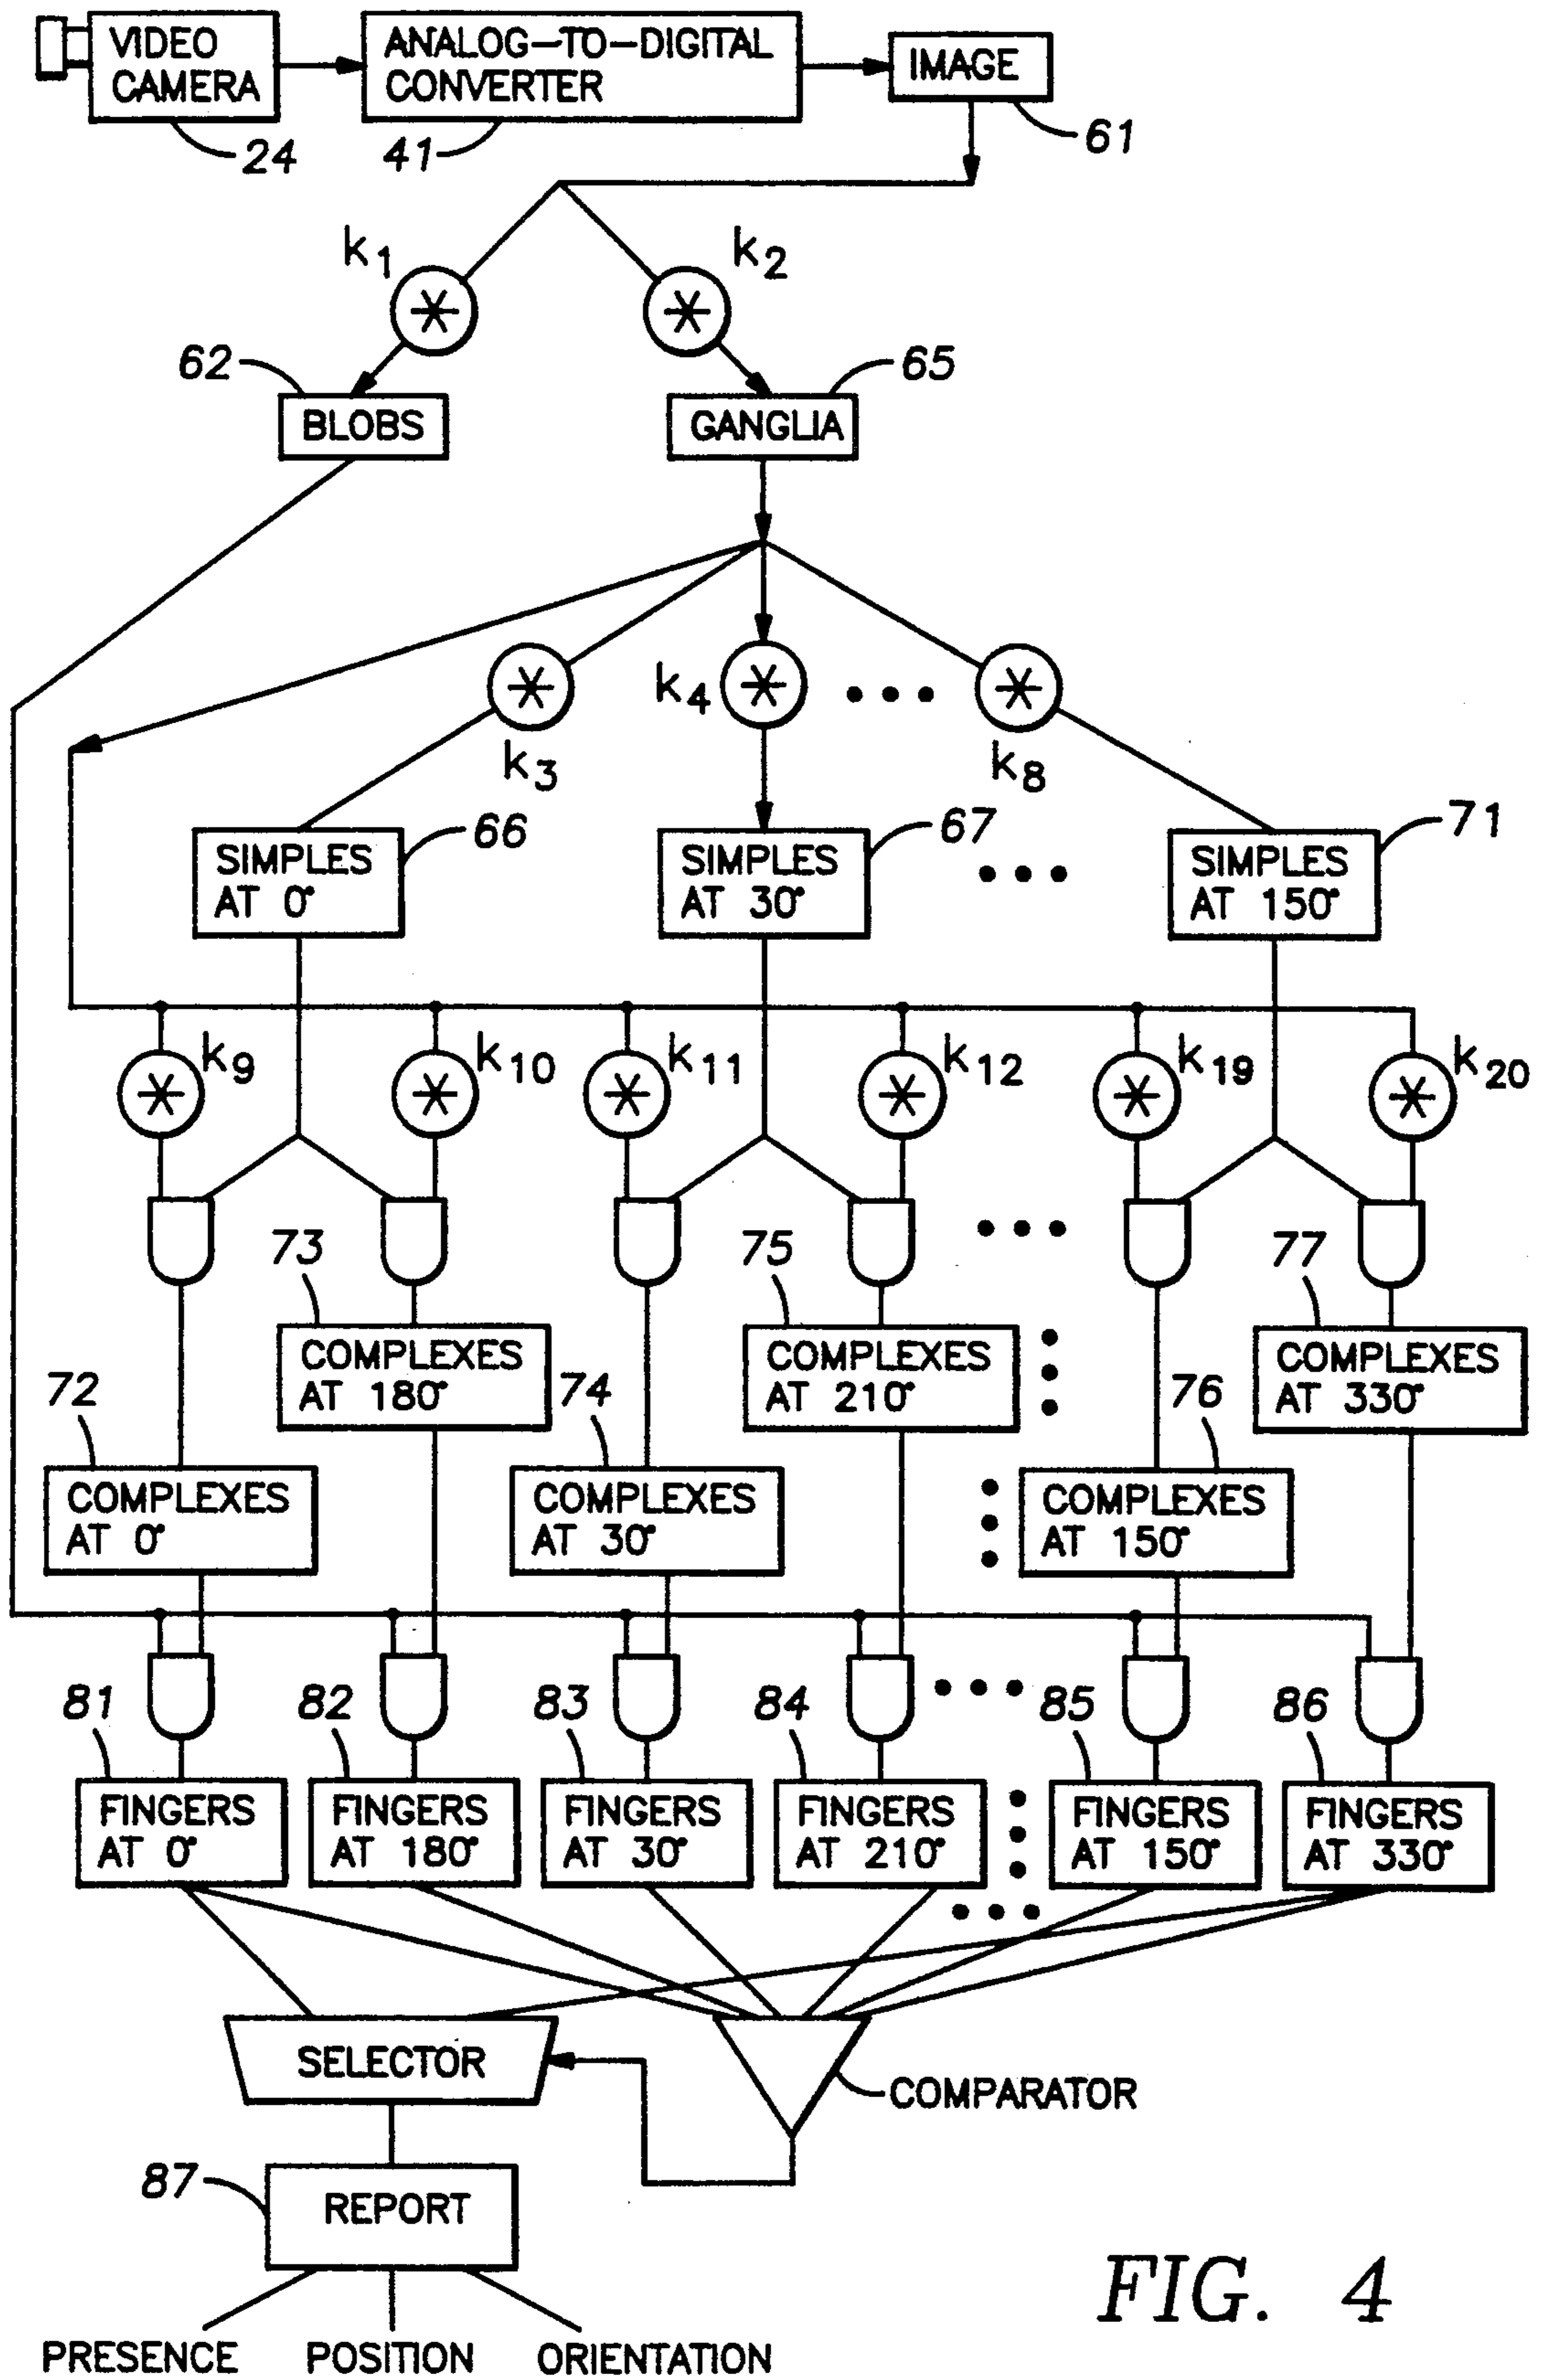 VIDEO
CAMERA
ANALOG-TO-DIGITAL
CONVERTER
IMAGE
24
41
61
k1
k2
62
65
BLOBS
GANGLIA
k4
k3
k8
66
67
71
SIMPLES
AT 0°
SIMPLES
AT 30°
SIMPLES
AT 150°
k9
k10
k11
k12
k19
k20
73
75
77
COMPLEXES
AT 180°
COMPLEXES
AT 210°
COMPLEXES
AT 330°
72
74
76
COMPLEXES
AT 0°
COMPLEXES
AT 30°
COMPLEXES
AT 150°
81
82
83
84
85
86
FINGERS
AT 0°
FINGERS
AT 180°
FINGERS
AT 30°
FINGERS
AT 210°
FINGERS
AT 150°
FINGERS
AT 330°
SELECTOR
COMPARATOR
87
REPORT
PRESENCE
POSITION
ORIENTATION
FIG. 4